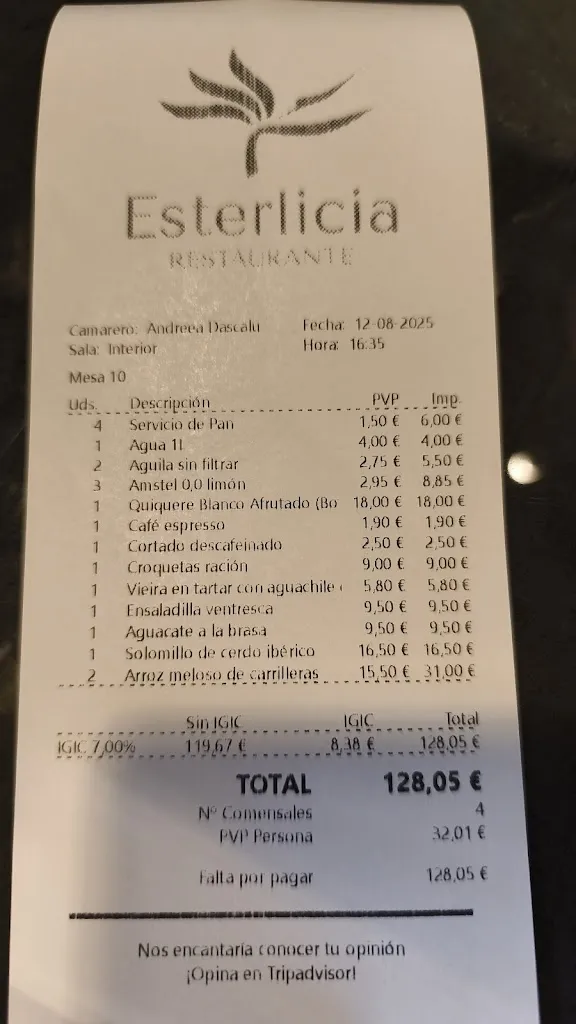 Esterlicia
RESTAURANTE
Camarero: Andreea Dascalu Fecha: 12-08-2025
Sala: Interior Hora: 16:35
Mesa 10
Uds. Descripción PVP Imp.
4 Servicio de Pan 1,50 € 6,00 €
1 Agua 1L 4,00 € 4,00 €
2 Aguila sin filtrar 2,75 € 5,50 €
3 Amstel 0,0 limón 2,95 € 8,85 €
1 Quiquere Blanco Afrutado (Bo 18,00 € 18,00 €
1 Café espresso 1,90 € 1,90 €
1 Cortado descafeinado 2,50 € 2,50 €
1 Croquetas ración 9,00 € 9,00 €
1 Vieira en tartar con aguachile 5,80 € 5,80 €
1 Ensaladilla ventresca 9,50 € 9,50 €
1 Aguacate a la brasa 9,50 € 9,50 €
1 Solomillo de cerdo ibérico 16,50 € 16,50 €
2 Arroz meloso de carrilleras 15,50 € 31,00 €
Sin IGIC IGIC Total
IGIC 7,00% 119,67 € 8,38 € 128,05 €
TOTAL 128,05 €
Nº Comensales 4
PVP Persona 32,01 €
Falta por pagar 128,05 €
Nos encantaría conocer tu opinión
¡Opina en Tripadvisor!